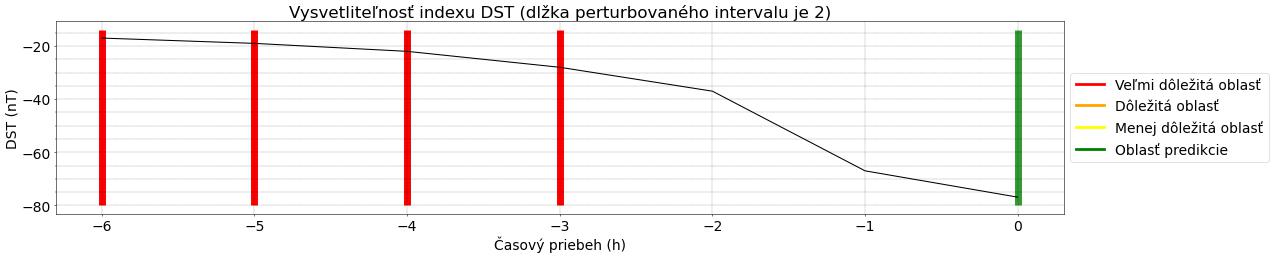 Vysvetliteľnosť indexu DST (dĺžka perturbovaného intervalu je 2)
DST (nT)
−20
−40
−60
−80
−6 −5 −4 −3 −2 −1 0
Časový priebeh (h)
Veľmi dôležitá oblasť
Dôležitá oblasť
Menej dôležitá oblasť
Oblasť predikcie